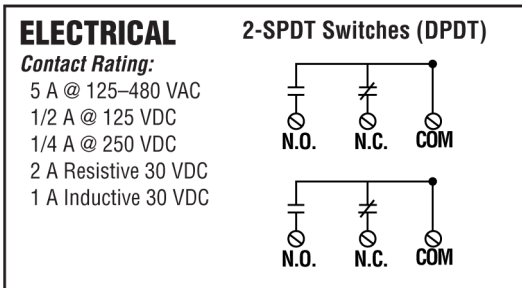 ELECTRICAL
Contact Rating:
5 A @ 125–480 VAC
1/2 A @ 125 VDC
1/4 A @ 250 VDC
2 A Resistive 30 VDC
1 A Inductive 30 VDC
2-SPDT Switches (DPDT)
N.O. N.C. COM
N.O. N.C. COM